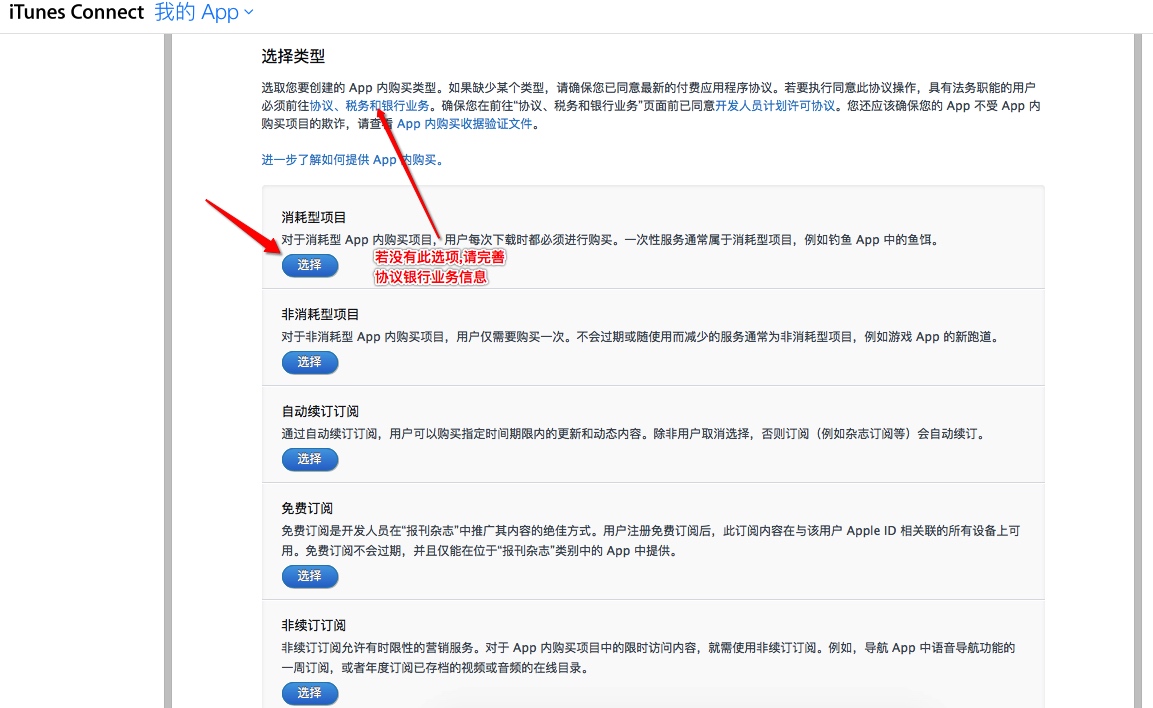 iTunes Connect 我的 App
选择类型
选取您要创建的 App 内购买类型。如果缺少某个类型，请确保您已同意最新的付费应用程序协议。若要执行同意此协议操作，具有法务职能的用户
必须前往协议、税务和银行业务。确保您在前往“协议、税务和银行业务”页面前已同意开发人员计划许可协议。您还应该确保您的 App 不受 App 内
购买项目的欺诈，请查看 App 内购买收据验证文件。
进一步了解如何提供 App 内购买。
消耗型项目
对于消耗型 App 内购买项目，用户每次下载时都必须进行购买。一次性服务通常属于消耗型项目，例如钓鱼 App 中的鱼饵。
选择
若没有此选项,请完善
协议银行业务信息
非消耗型项目
对于非消耗型 App 内购买项目，用户仅需要购买一次。不会过期或随使用而减少的服务通常为非消耗型项目，例如游戏 App 的新跑道。
选择
自动续订订阅
通过自动续订订阅，用户可以购买指定时间期限内的更新和动态内容。除非用户取消选择，否则订阅（例如杂志订阅等）会自动续订。
选择
免费订阅
免费订阅是开发人员在“报刊杂志”中推广其内容的绝佳方式。用户注册免费订阅后，此订阅内容在与该用户 Apple ID 相关联的所有设备上可
用。免费订阅不会过期，并且仅能在位于“报刊杂志”类别中的 App 中提供。
选择
非续订订阅
非续订订阅允许有时限性的营销服务。对于 App 内购买项目中的限时访问内容，就需使用非续订订阅。例如，导航 App 中语音导航功能的
一周订阅，或者年度订阅已存档的视频或音频的在线目录。
选择